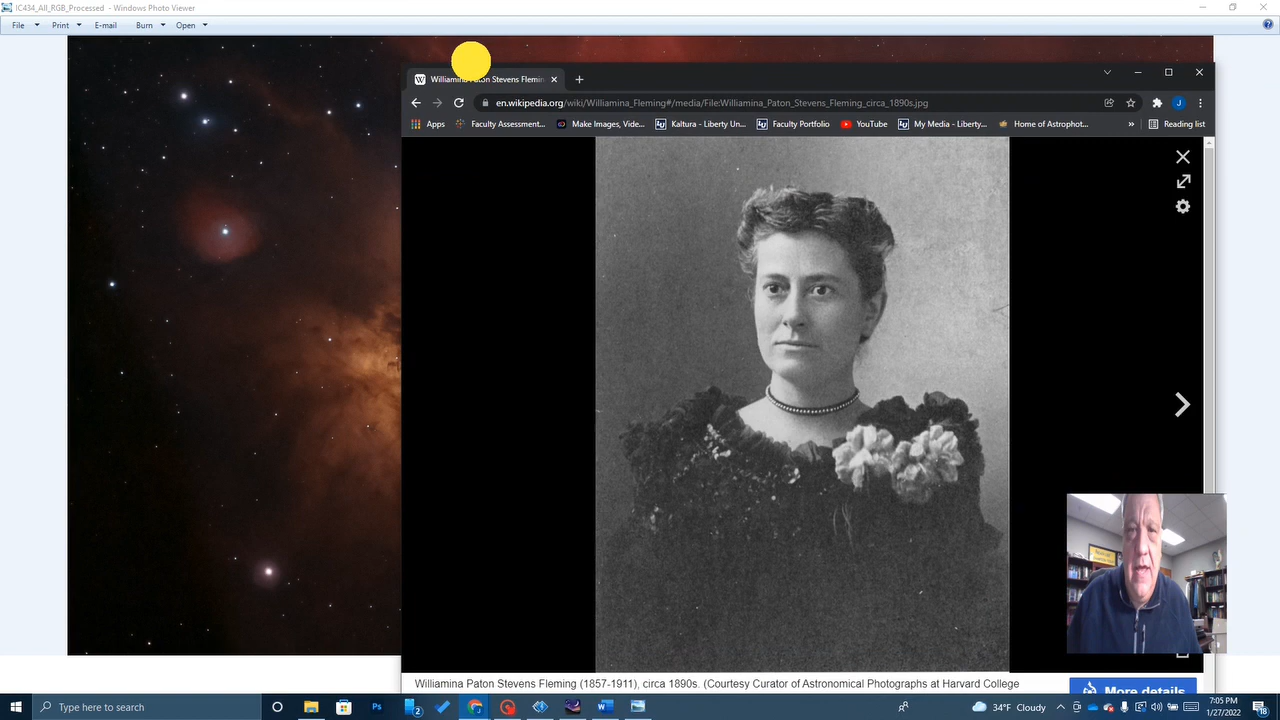 IC434_All_RGB_Processed - Windows Photo Viewer
File Print E-mail Burn Open
Williamina Paton Stevens Flemin
en.wikipedia.org/wiki/Williamina_Fleming#/media/File:Williamina_Paton_Stevens_Fleming_circa_1890s.jpg
J
Apps Faculty Assessment... Make Images, Vide... Kaltura - Liberty Un... Faculty Portfolio YouTube My Media - Liberty... Home of Astrophot... » Reading list
Williamina Paton Stevens Fleming (1857-1911), circa 1890s. (Courtesy Curator of Astronomical Photographs at Harvard College
More details
Type here to search
34°F Cloudy
7:05 PM
1/27/2022
18